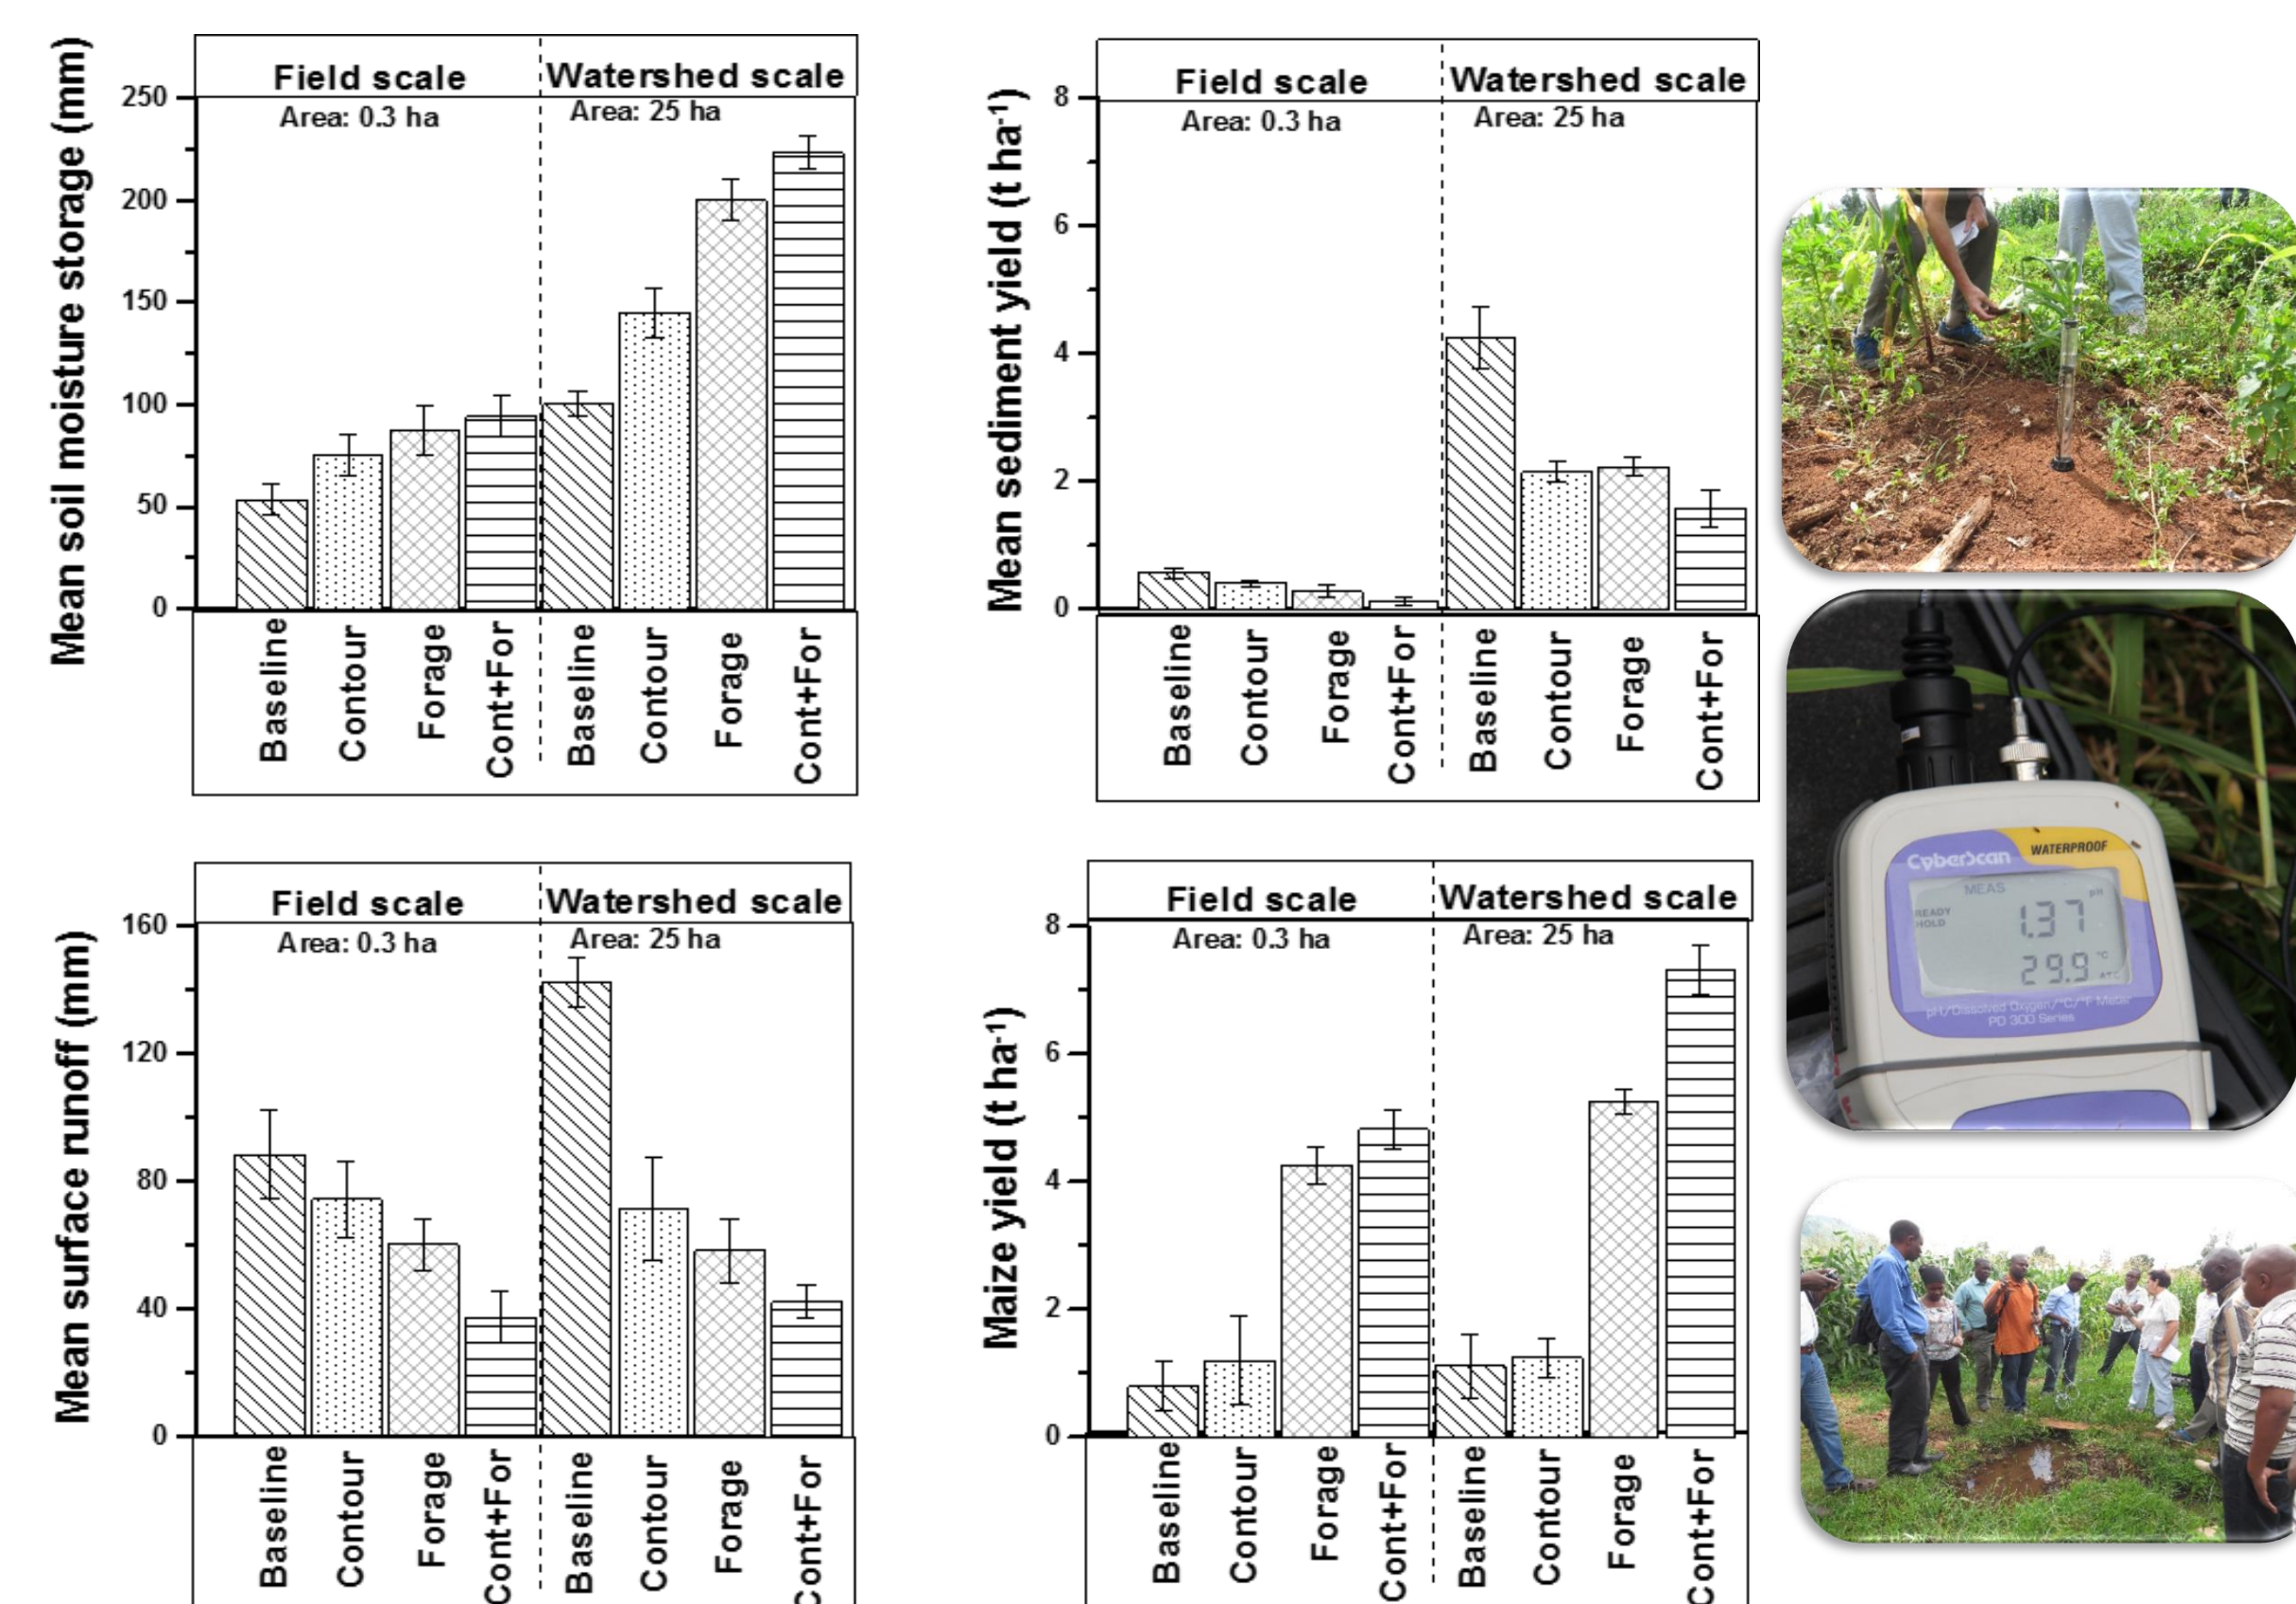 Mean soil moisture storage (mm)
Field scale
Watershed scale
Area: 0.3 ha
Area: 25 ha
250
200
150
100
50
0
Baseline
Contour
Forage
Cont+For
Baseline
Contour
Forage
Cont+For
Mean sediment yield (t ha⁻¹)
Field scale
Watershed scale
Area: 0.3 ha
Area: 25 ha
8
6
4
2
0
Baseline
Contour
Forage
Cont+For
Baseline
Contour
Forage
Cont+For
Mean surface runoff (mm)
Field scale
Watershed scale
Area: 0.3 ha
Area: 25 ha
160
120
80
40
0
Baseline
Contour
Forage
Cont+For
Baseline
Contour
Forage
Cont+For
Maize yield (t ha⁻¹)
Field scale
Watershed scale
Area: 0.3 ha
Area: 25 ha
8
6
4
2
0
Baseline
Contour
Forage
Cont+For
Baseline
Contour
Forage
Cont+For
CyberScan
WATERPROOF
MEAS
pH
READY
HOLD
1.37
29.9 °C
ATC
pH/Dissolved Oxygen/°C/°F Meter
PD 300 Series